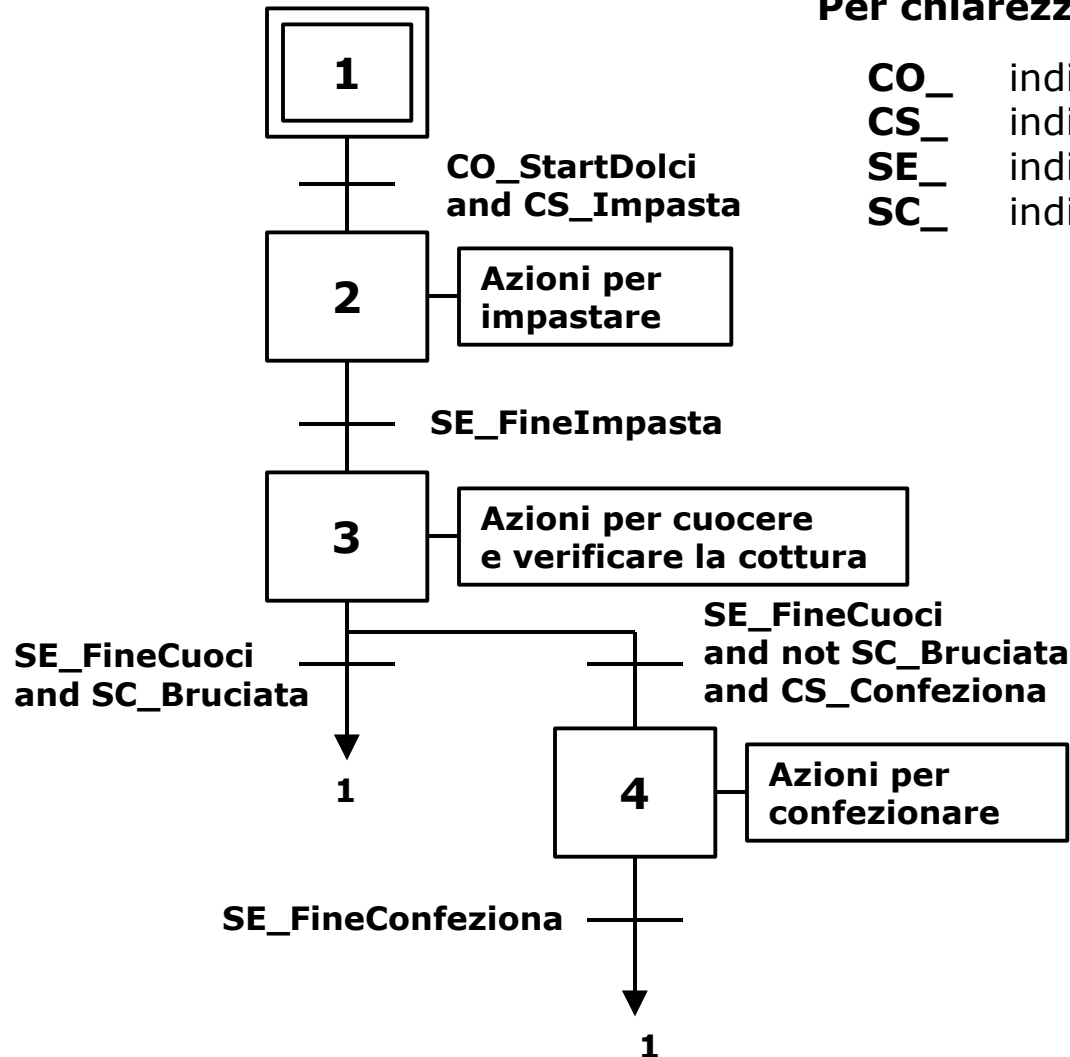 Per chiarezz
CO_ indi
CS_ indi
SE_ indi
SC_ indi
1
CO_StartDolci
and CS_Impasta
2
Azioni per
impastare
SE_FineImpasta
3
Azioni per cuocere
e verificare la cottura
SE_FineCuoci
and SC_Bruciata
SE_FineCuoci
and not SC_Bruciata
and CS_Confeziona
1
4
Azioni per
confezionare
SE_FineConfeziona
1